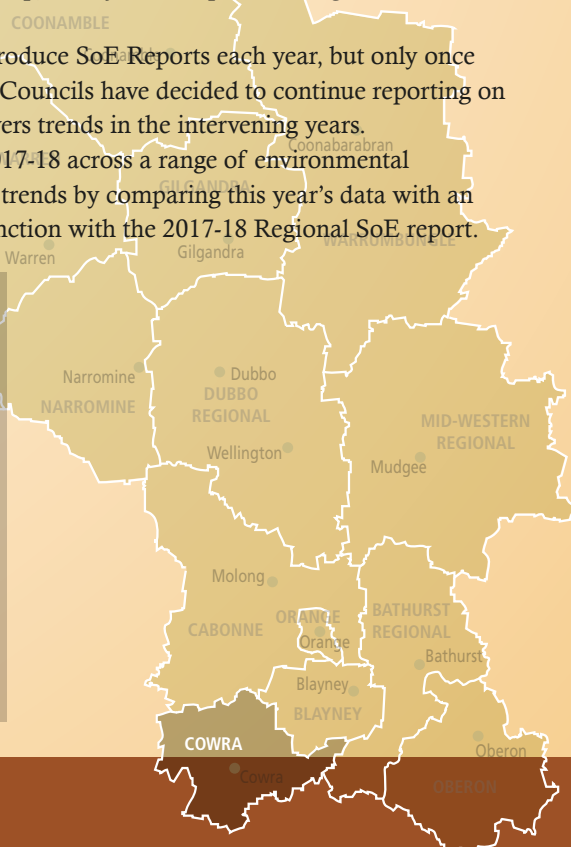 COONAMBLE
Coonamble
roduce SoE Reports each year, but only once
Councils have decided to continue reporting on
vers trends in the intervening years.
Coonabarabran
WARREN
017-18 across a range of environmental
GILGANDRA
trends by comparing this year's data with an
nction with the 2017-18 Regional SoE report.
WARRUMBUNGLE
Warren
Gilgandra
Narromine
Dubbo
NARROMINE
DUBBO
REGIONAL
MID-WESTERN
REGIONAL
Wellington
Mudgee
Molong
ORANGE
BATHURST
REGIONAL
CABONNE
Orange
Bathurst
Blayney
BLAYNEY
COWRA
Oberon
Cowra
OBERON